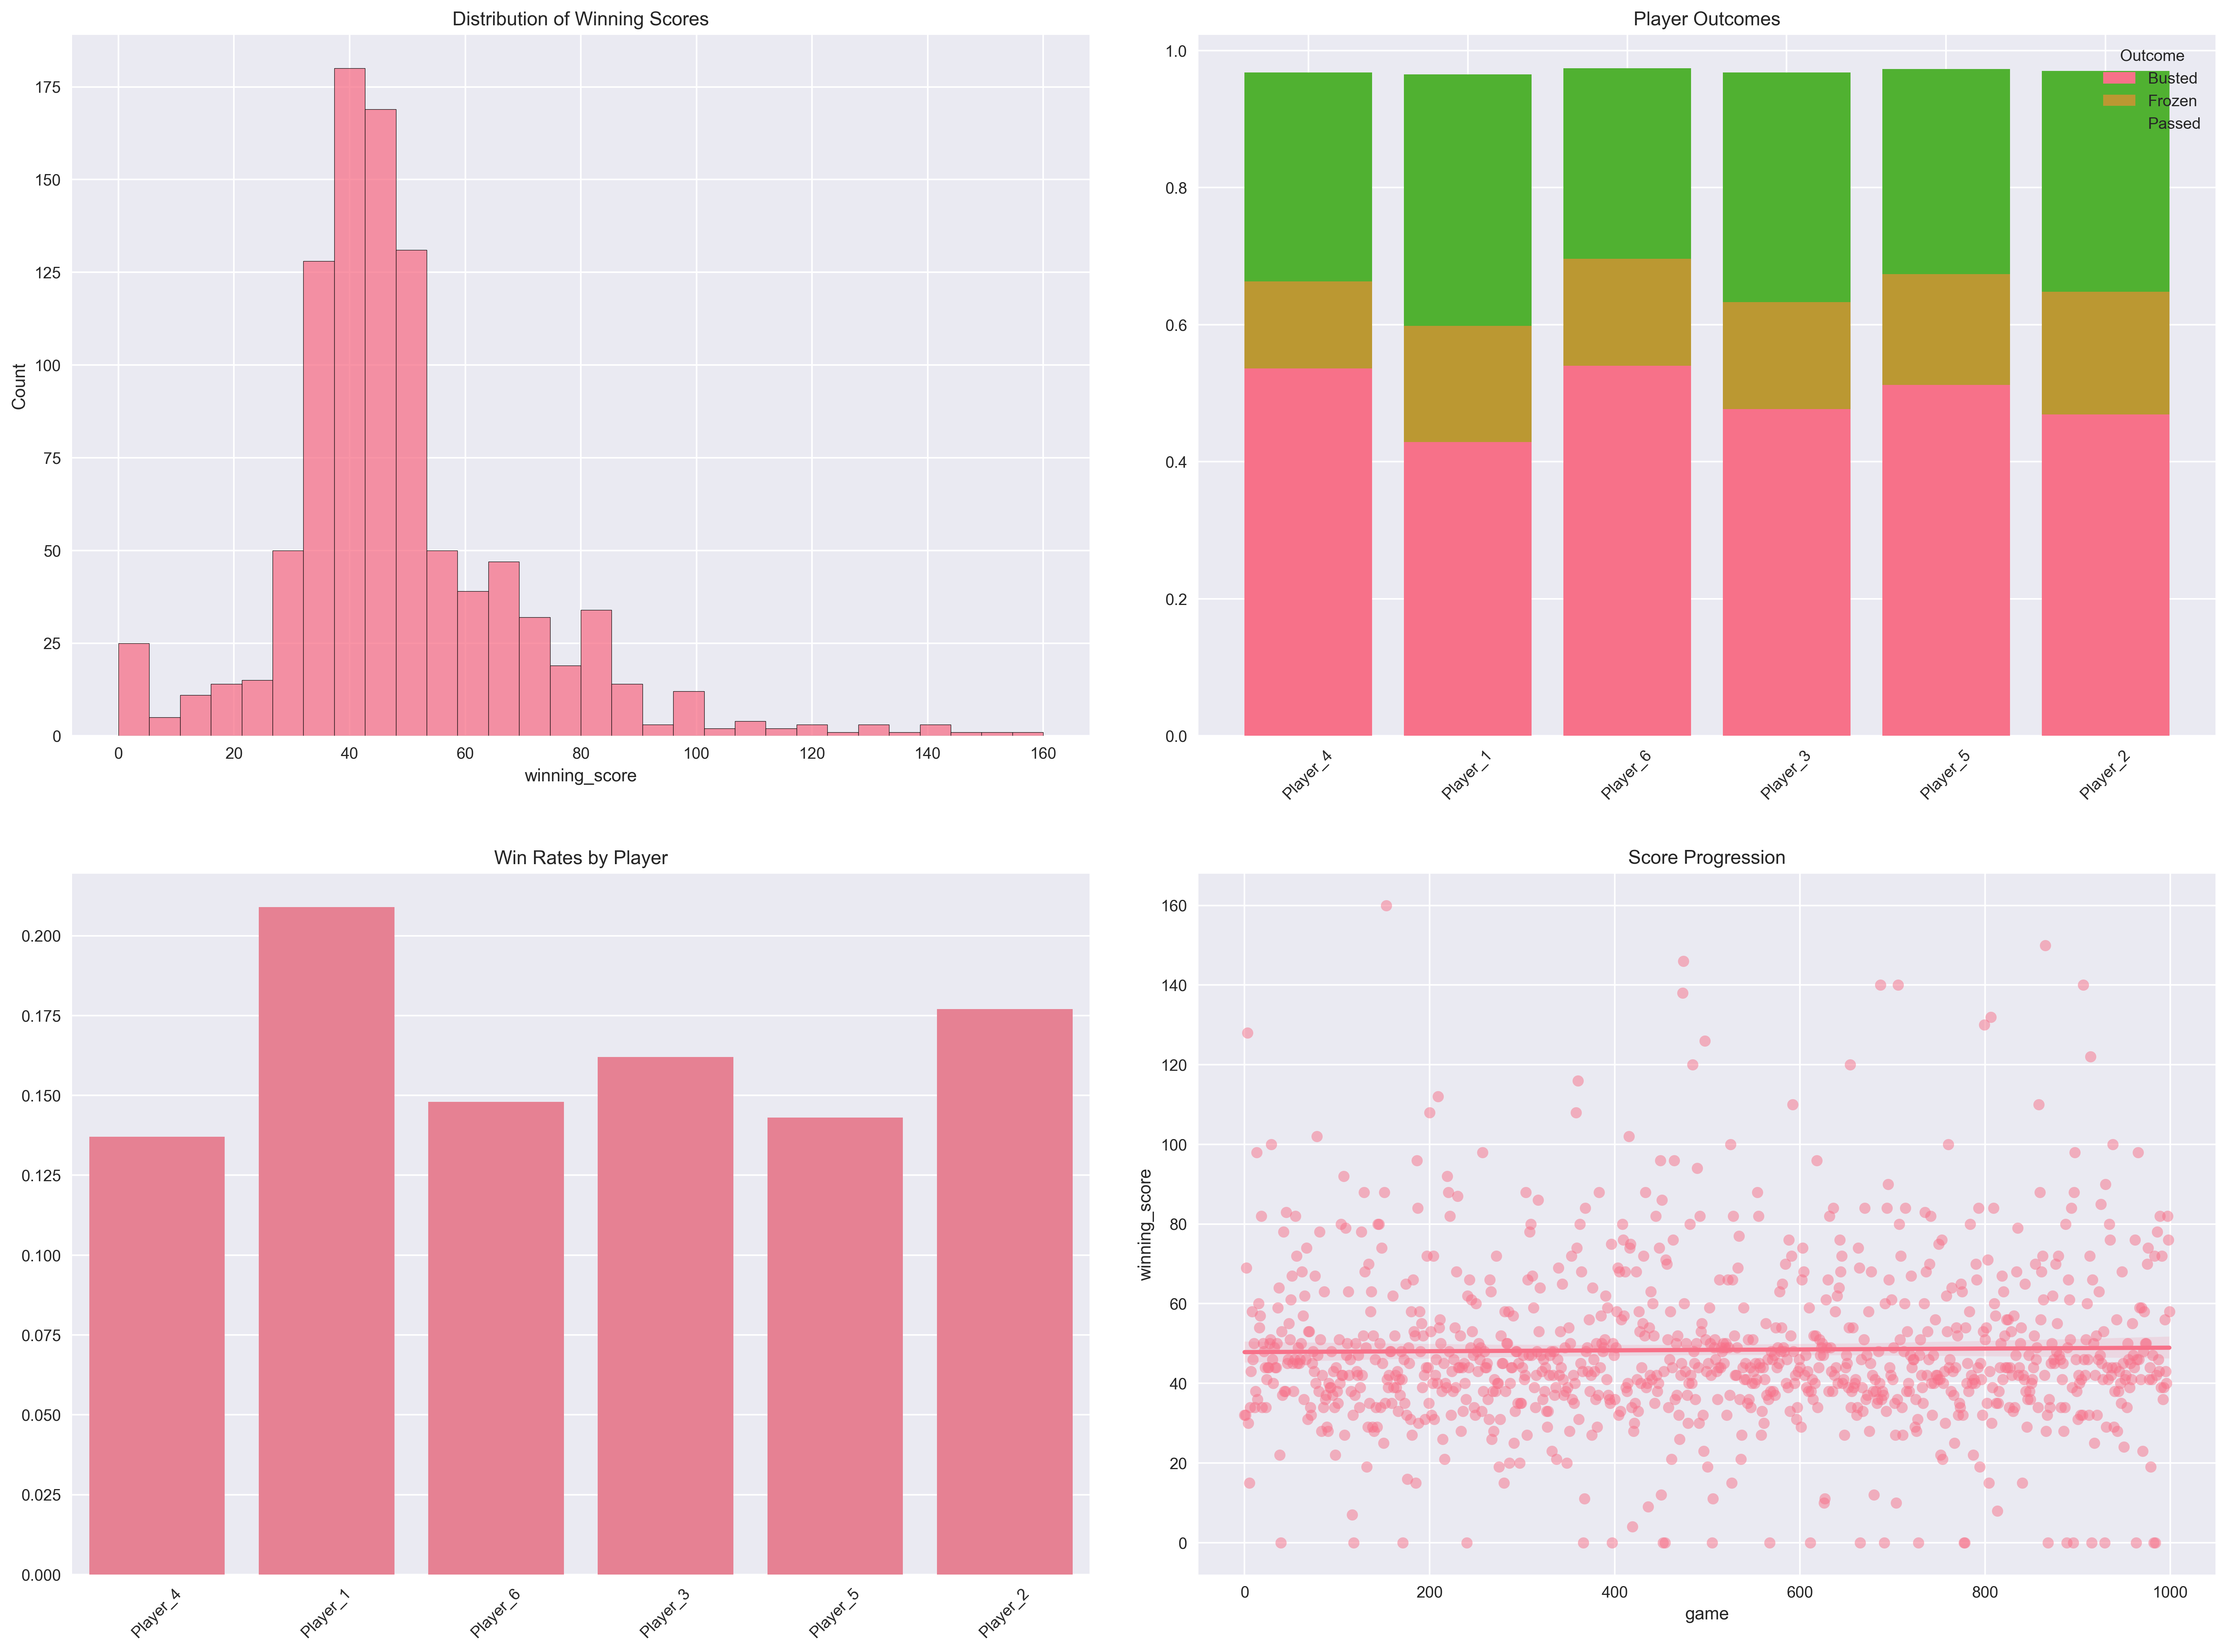 Distribution of Winning Scores
Count
175
150
125
100
75
50
25
0
0 20 40 60 80 100 120 140 160
winning_score
Player Outcomes
1.0
0.8
0.6
0.4
0.2
0.0
Outcome
Busted
Frozen
Passed
Player_4 Player_1 Player_6 Player_3 Player_5 Player_2
Win Rates by Player
0.200
0.175
0.150
0.125
0.100
0.075
0.050
0.025
0.000
Player_4 Player_1 Player_6 Player_3 Player_5 Player_2
Score Progression
winning_score
160
140
120
100
80
60
40
20
0
0 200 400 600 800 1000
game